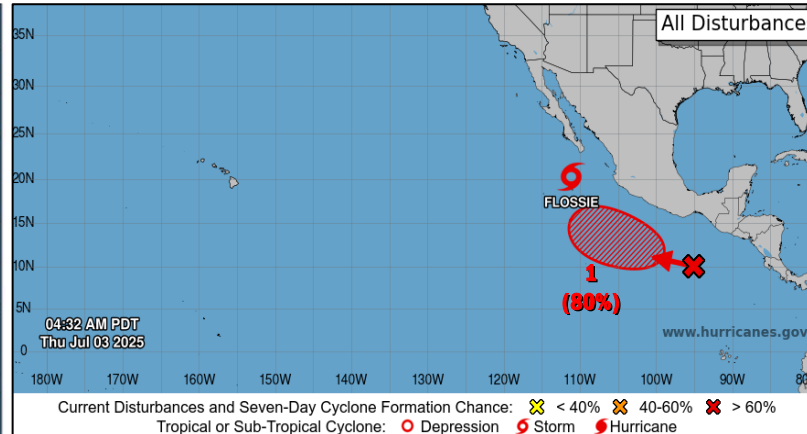 All Disturbance
35N
30N
25N
20N
FLOSSIE
15N
1
10N
(80%)
5N
04:32 AM PDT
Thu Jul 03 2025
www.hurricanes.gov
0
180W 170W 160W 150W 140W 130W 120W 110W 100W 90W 80
Current Disturbances and Seven-Day Cyclone Formation Chance: < 40% 40-60% > 60%
Tropical or Sub-Tropical Cyclone: Depression Storm Hurricane